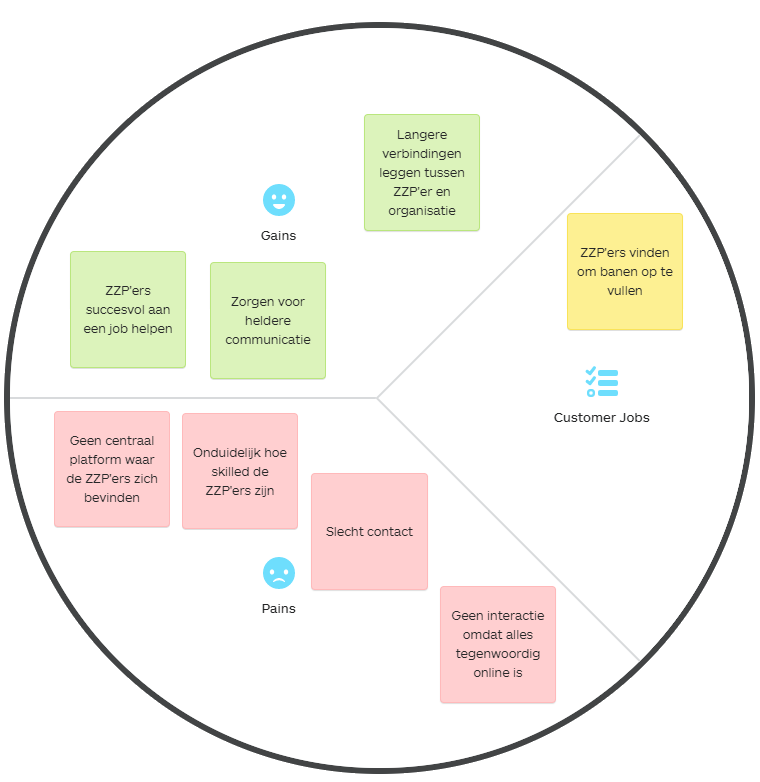 Langere
verbindingen
leggen tussen
ZZP'er en
organisatie
Gains
ZZP'ers
succesvol aan
een job helpen
Zorgen voor
heldere
communicatie
ZZP'ers vinden
om banen op te
vullen
Customer Jobs
Geen centraal
platform waar
de ZZP'ers zich
bevinden
Onduidelijk hoe
skilled de
ZZP'ers zijn
Slecht contact
Pains
Geen interactie
omdat alles
tegenwoordig
online is